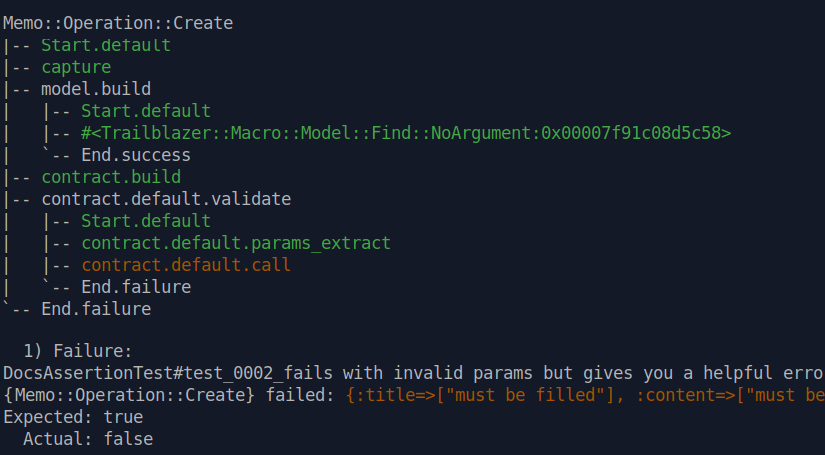 Memo::Operation::Create
|-- Start.default
|-- capture
|-- model.build
|   |-- Start.default
|   |-- #<Trailblazer::Macro::Model::Find::NoArgument:0x00007f91c08d5c58>
|   `-- End.success
|-- contract.build
|-- contract.default.validate
|   |-- Start.default
|   |-- contract.default.params_extract
|   |-- contract.default.call
|   `-- End.failure
`-- End.failure
  1) Failure:
DocsAssertionTest#test_0002_fails with invalid params but gives you a helpful erro
{Memo::Operation::Create} failed: {:title=>["must be filled"], :content=>["must be
Expected: true
  Actual: false